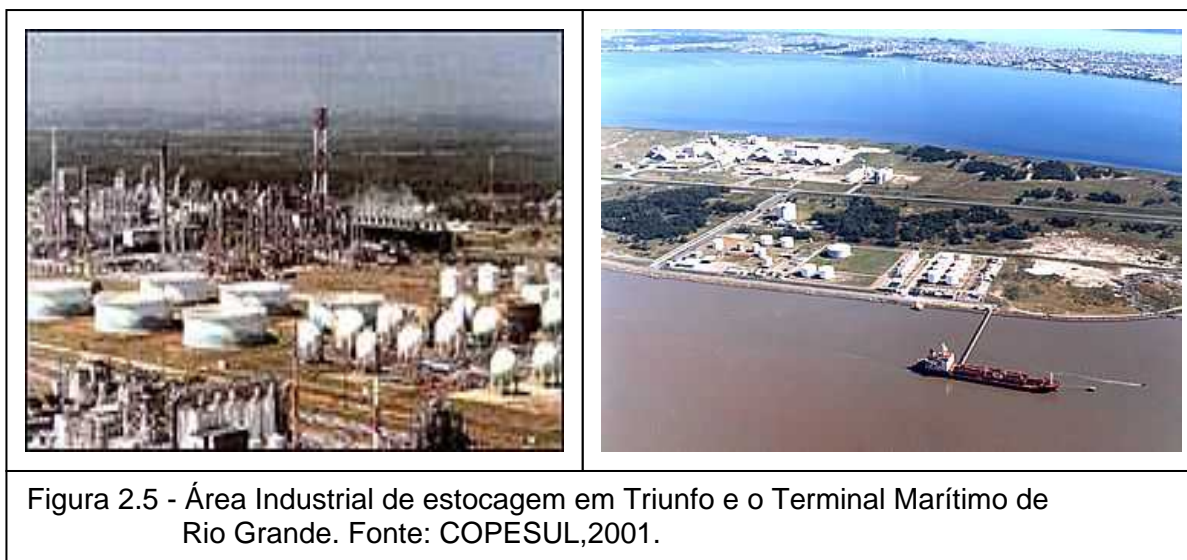 Figura 2.5 - Área Industrial de estocagem em Triunfo e o Terminal Marítimo de
Rio Grande. Fonte: COPESUL,2001.